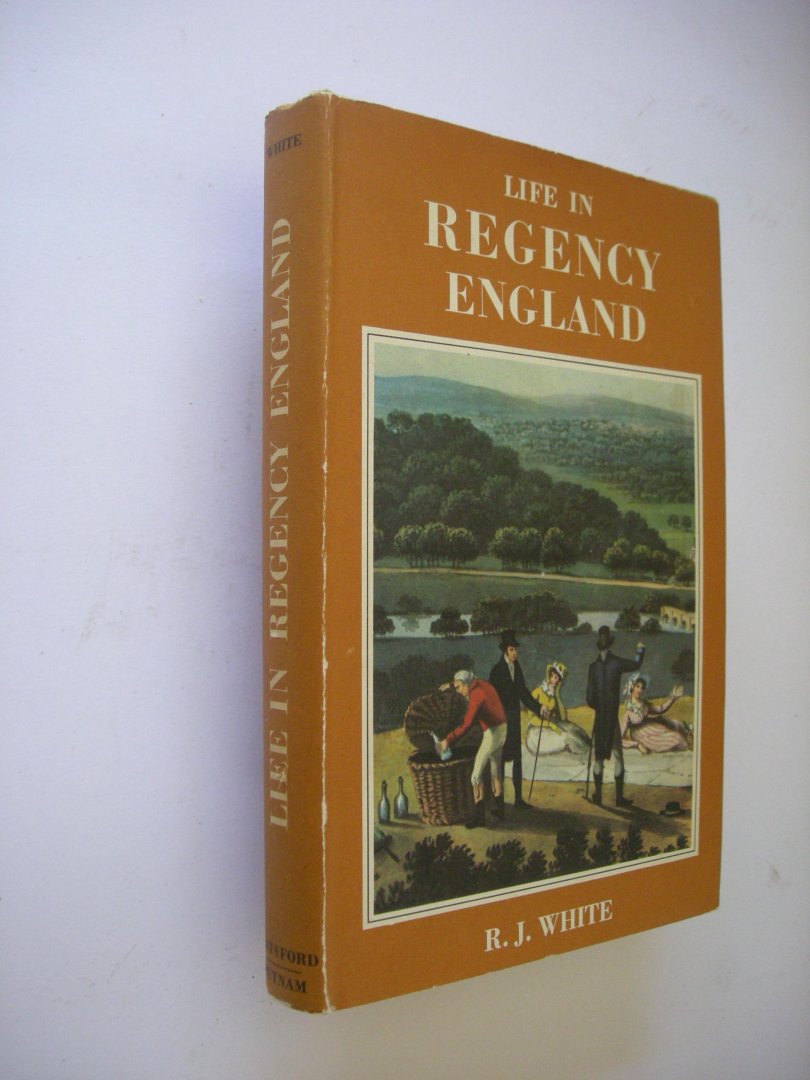 LIFE IN
REGENCY
ENGLAND
R. J. WHITE
WHITE
LIFE IN REGENCY ENGLAND